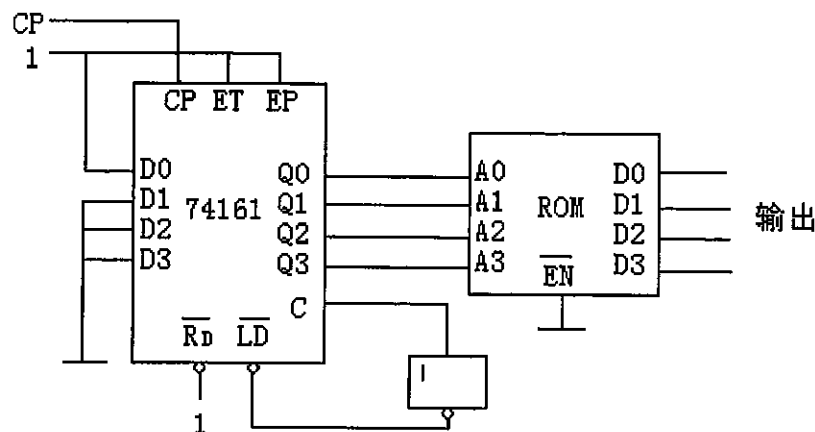 CP
1
CP ET EP
D0 Q0 A0 D0
D1 74161 Q1 A1 ROM D1 输出
D2 Q2 A2 D2
D3 Q3 A3 EN D3
C
RD LD
1
1